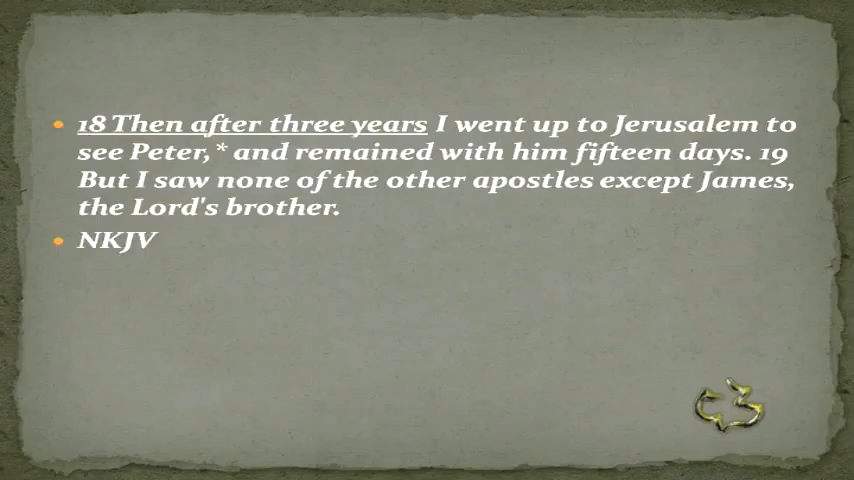 18 Then after three years I went up to Jerusalem to
see Peter,* and remained with him fifteen days. 19
But I saw none of the other apostles except James,
the Lord's brother.
NKJV